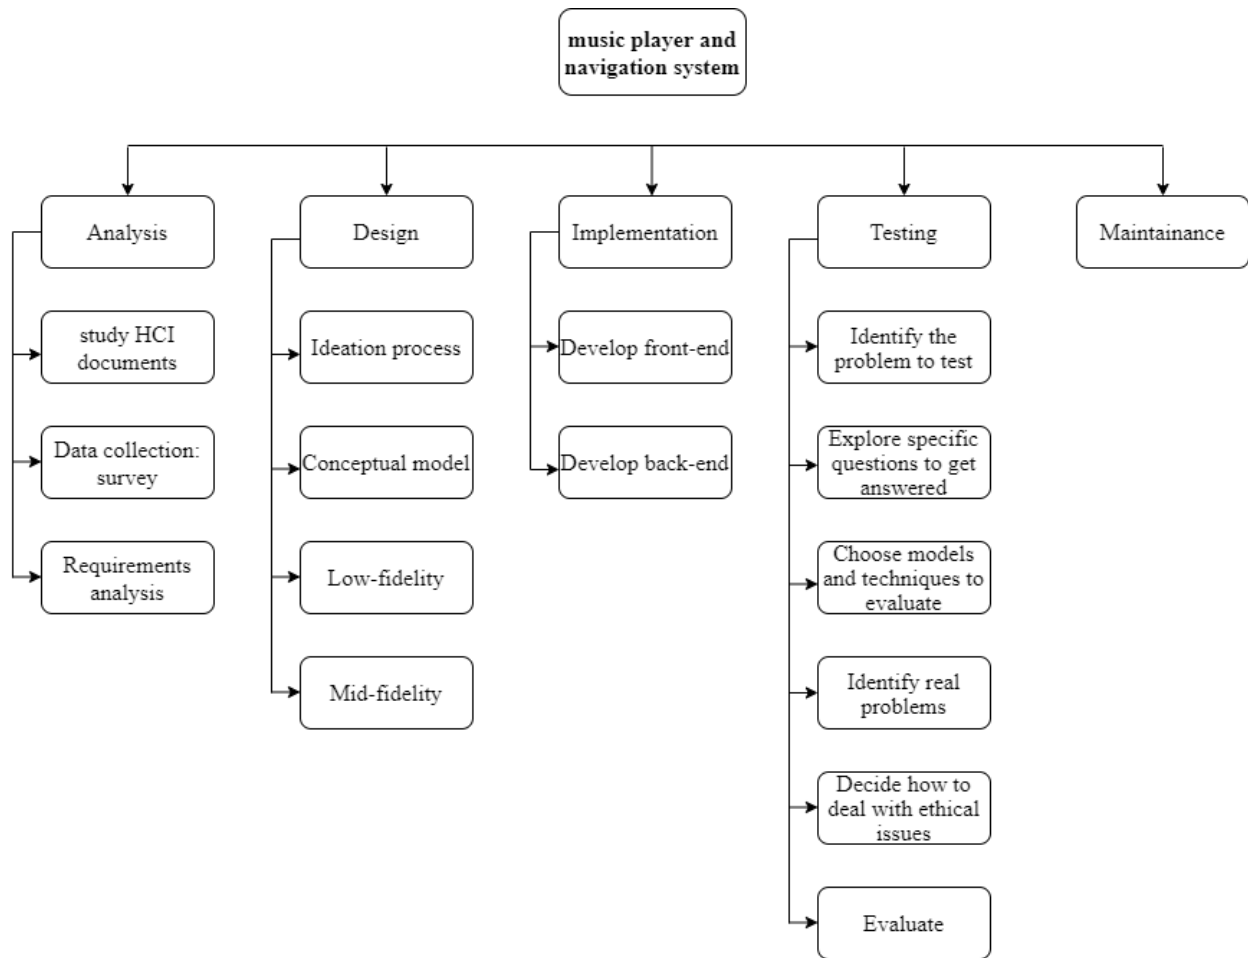 music player and
navigation system
Analysis
Design
Implementation
Testing
Maintainance
study HCI
documents
Ideation process
Develop front-end
Identify the
problem to test
Data collection:
survey
Conceptual model
Develop back-end
Explore specific
questions to get
answered
Requirements
analysis
Low-fidelity
Choose models
and techniques to
evaluate
Mid-fidelity
Identify real
problems
Decide how to
deal with ethical
issues
Evaluate